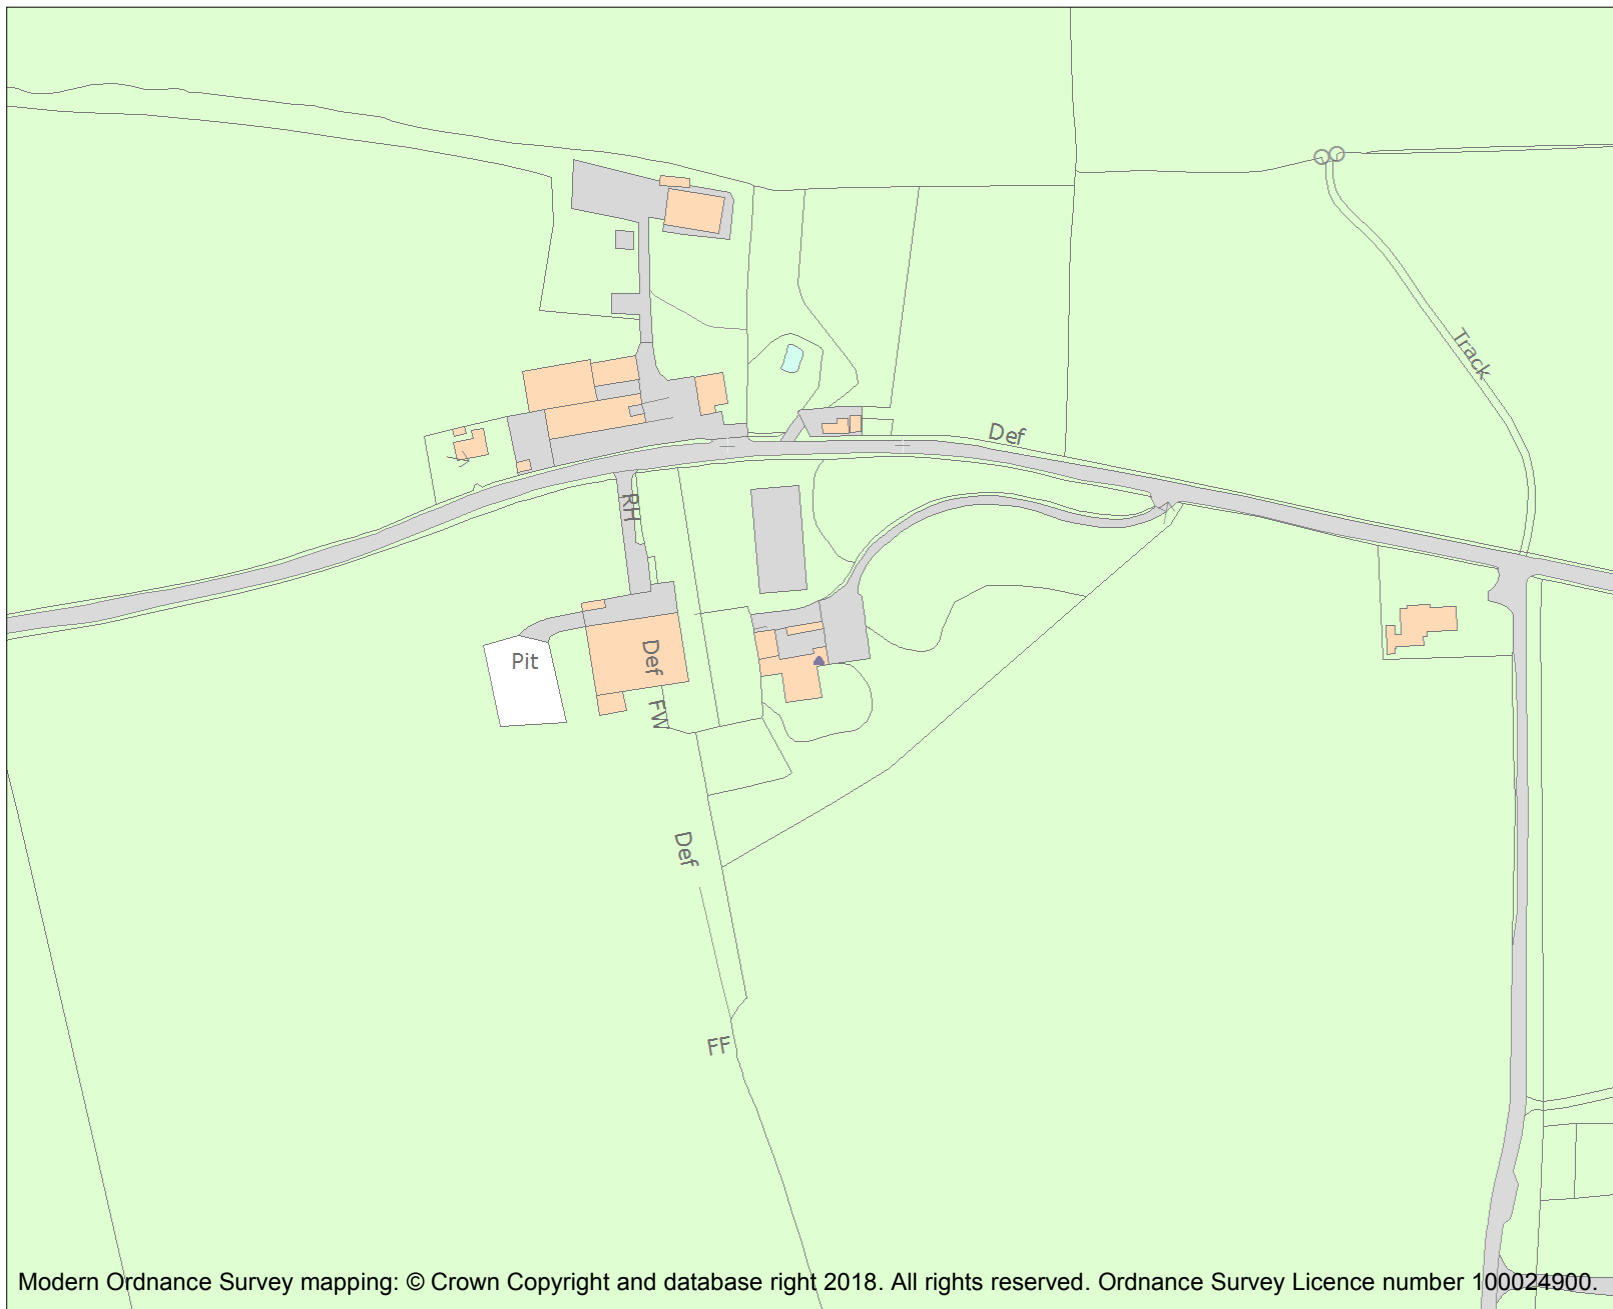 Track
Def
RH
Def
Pit
FW
Def
FF
Modern Ordnance Survey mapping: © Crown Copyright and database right 2018. All rights reserved. Ordnance Survey Licence number 100024900.